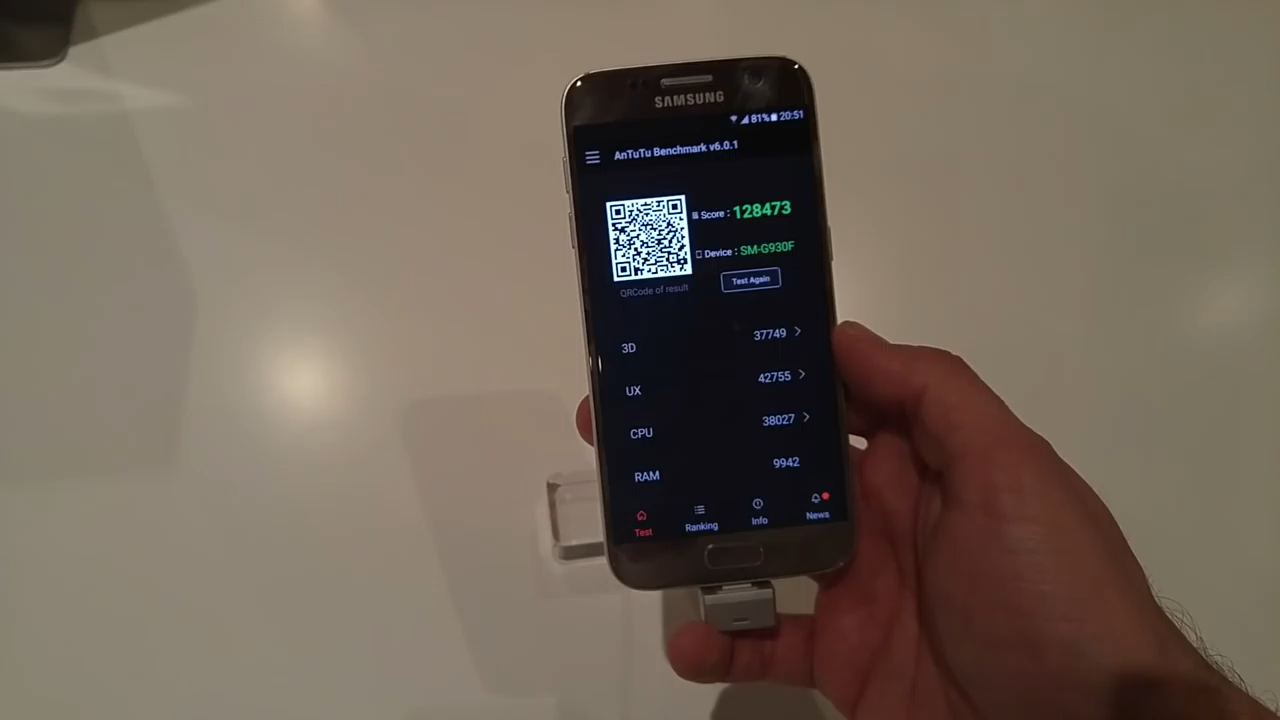 SAMSUNG
81% 20:51
AnTuTu Benchmark v6.0.1
Score : 128473
Device : SM-G930F
Test Again
QRCode of result
3D 37749
UX 42755
CPU 38027
RAM 9942
Test Ranking Info News